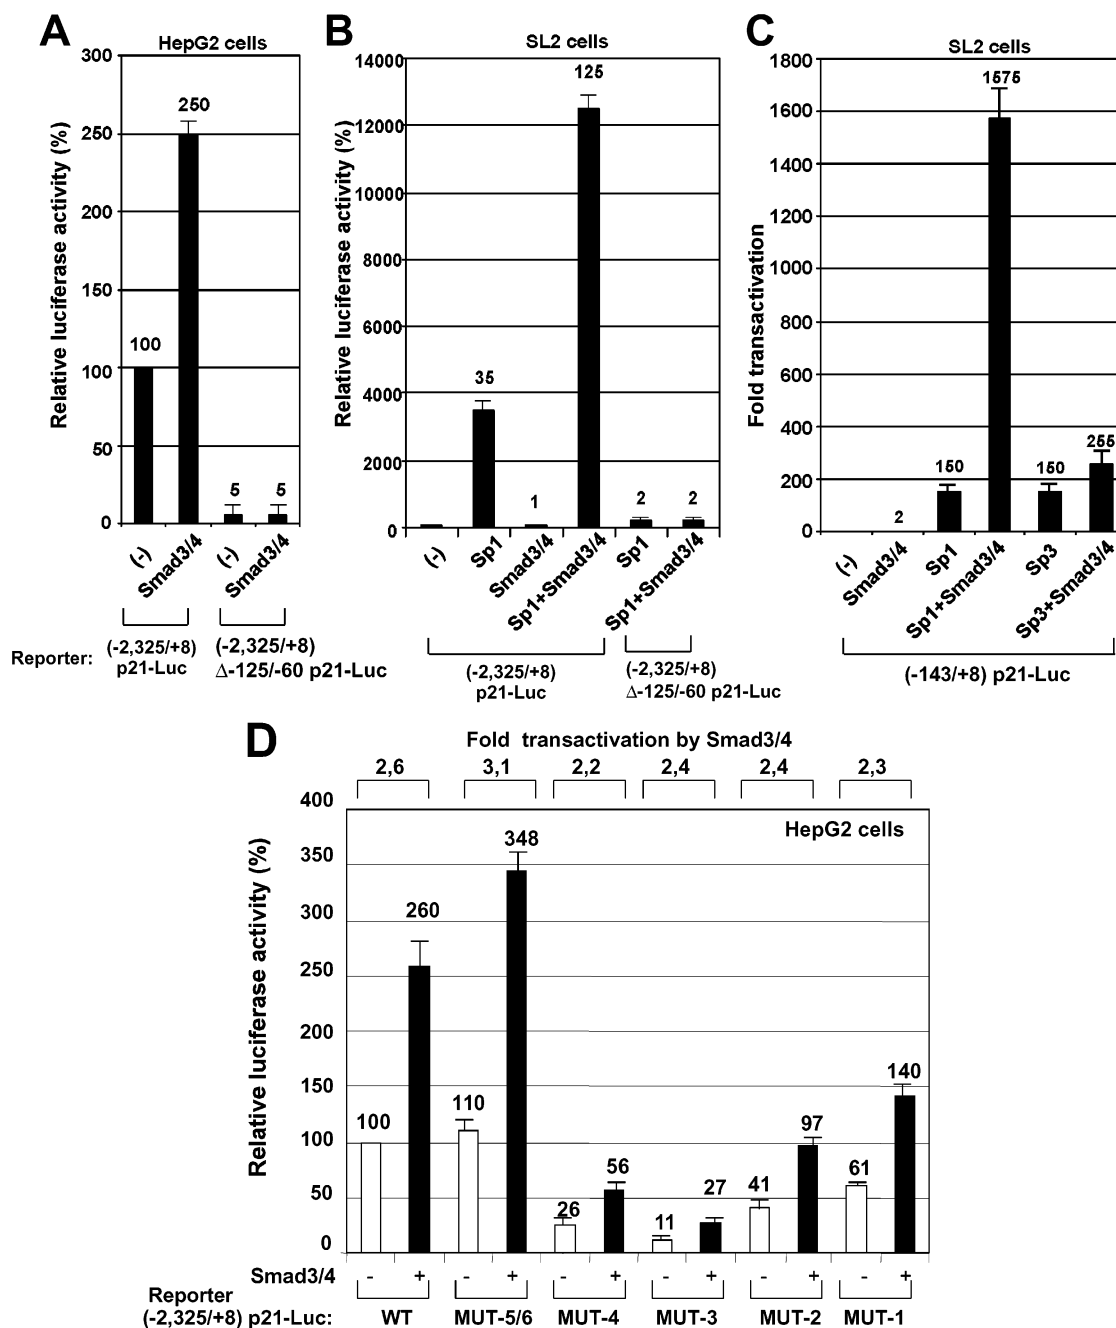 A
HepG2 cells
Relative luciferase activity (%)
300
250
200
150
100
50
0
100
250
5
5
(-)
Smad3/4
(-)
Smad3/4
Reporter:
(-2,325/+8)
p21-Luc
(-2,325/+8)
Δ-125/-60 p21-Luc
B
SL2 cells
Relative luciferase activity (%)
14000
12000
10000
8000
6000
4000
2000
0
35
1
125
2
2
(-)
Sp1
Smad3/4
Sp1+Smad3/4
Sp1
Sp1+Smad3/4
(-2,325/+8)
p21-Luc
(-2,325/+8)
Δ-125/-60 p21-Luc
C
SL2 cells
Fold transactivation
1800
1600
1400
1200
1000
800
600
400
200
0
2
150
1575
150
255
(-)
Smad3/4
Sp1
Sp1+Smad3/4
Sp3
Sp3+Smad3/4
(-143/+8) p21-Luc
D
Fold transactivation by Smad3/4
2,6 3,1 2,2 2,4 2,4 2,3
HepG2 cells
Relative luciferase activity (%)
400
350
300
250
200
150
100
50
0
100 260 110 348 26 56 11 27 41 97 61 140
Smad3/4 - + - + - + - + - + - +
Reporter
(-2,325/+8) p21-Luc: WT MUT-5/6 MUT-4 MUT-3 MUT-2 MUT-1